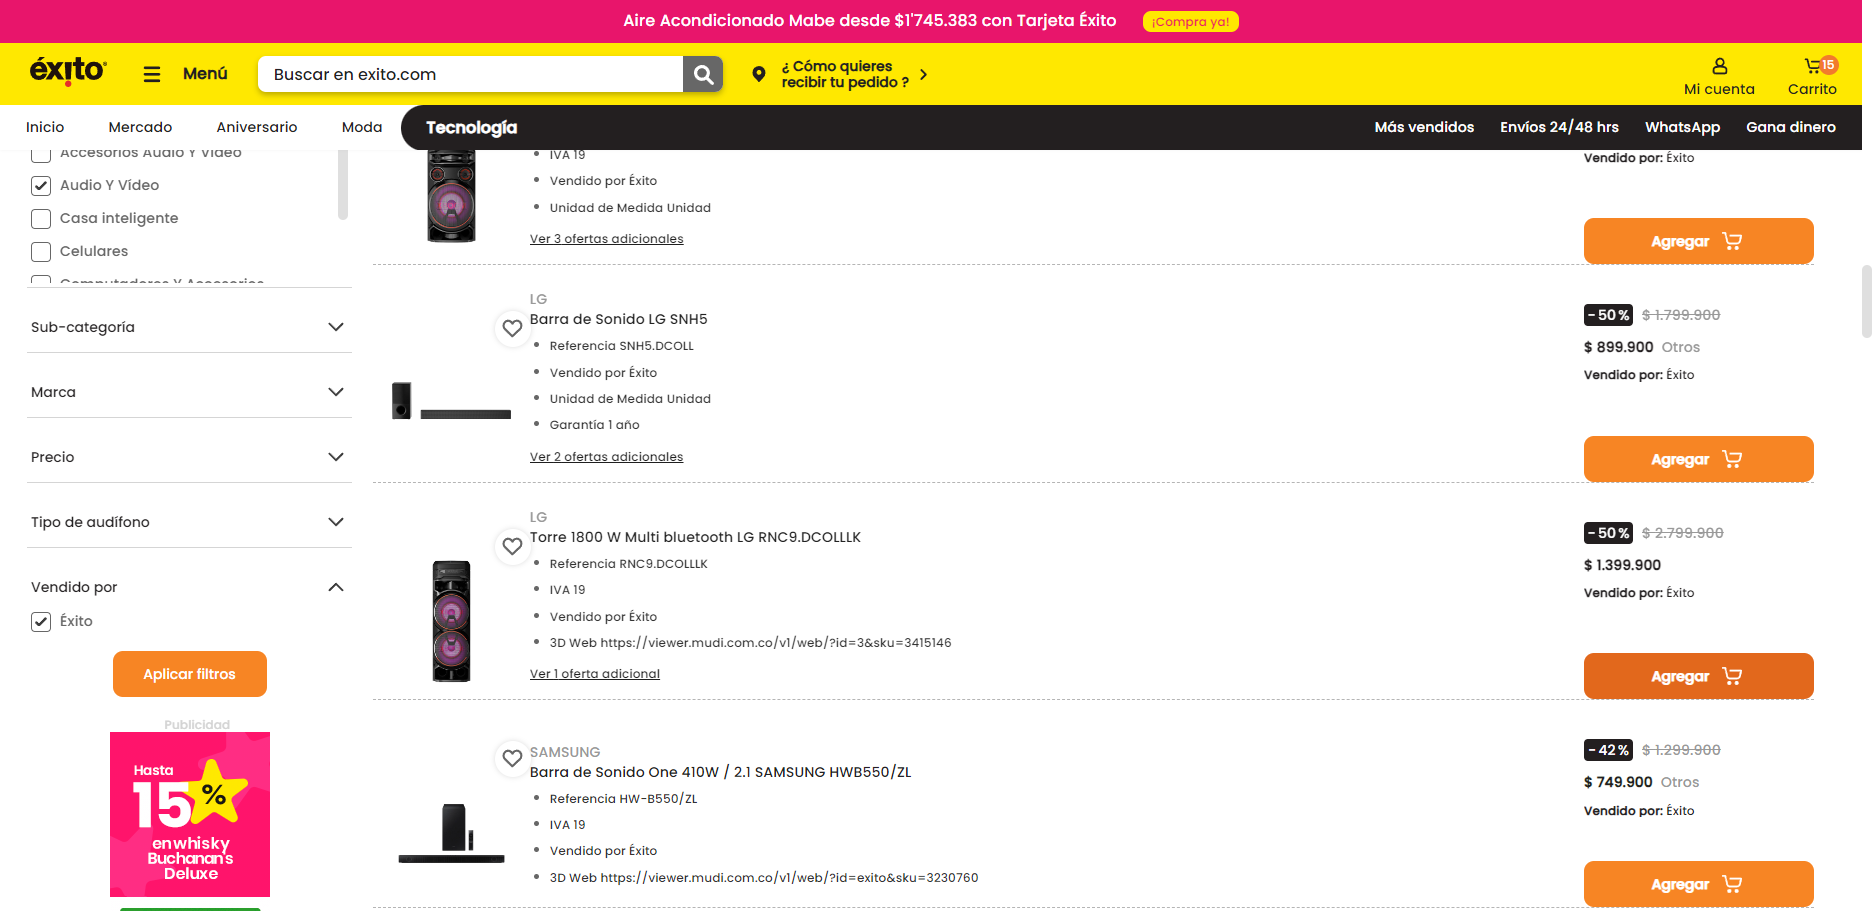 Aire Acondicionado Mabe desde $1'745.383 con Tarjeta Éxito ¡Compra ya!
éxito
Menú
Buscar en exito.com
¿ Cómo quieres
recibir tu pedido ?
Mi cuenta
15
Carrito
Inicio Mercado Aniversario Moda Tecnología Más vendidos Envíos 24/48 hrs WhatsApp Gana dinero
Accesorios Audio Y Video
Audio Y Vídeo
Casa inteligente
Celulares
Computadores Y Accesorios
Sub-categoría
Marca
Precio
Tipo de audífono
Vendido por
Éxito
Aplicar filtros
Publicidad
Hasta
15%
en whisky
Buchanan's
Deluxe
IVA 19
Vendido por Éxito
Unidad de Medida Unidad
Ver 3 ofertas adicionales
Vendido por: Éxito
Agregar
LG
Barra de Sonido LG SNH5
Referencia SNH5.DCOLL
Vendido por Éxito
Unidad de Medida Unidad
Garantía 1 año
Ver 2 ofertas adicionales
- 50 % $ 1.799.900
$ 899.900 Otros
Vendido por: Éxito
Agregar
LG
Torre 1800 W Multi bluetooth LG RNC9.DCOLLLK
Referencia RNC9.DCOLLLK
IVA 19
Vendido por Éxito
3D Web https://viewer.mudi.com.co/v1/web/?id=3&sku=3415146
Ver 1 oferta adicional
- 50 % $ 2.799.900
$ 1.399.900
Vendido por: Éxito
Agregar
SAMSUNG
Barra de Sonido One 410W / 2.1 SAMSUNG HWB550/ZL
Referencia HW-B550/ZL
IVA 19
Vendido por Éxito
3D Web https://viewer.mudi.com.co/v1/web/?id=exito&sku=3230760
- 42 % $ 1.299.900
$ 749.900 Otros
Vendido por: Éxito
Agregar